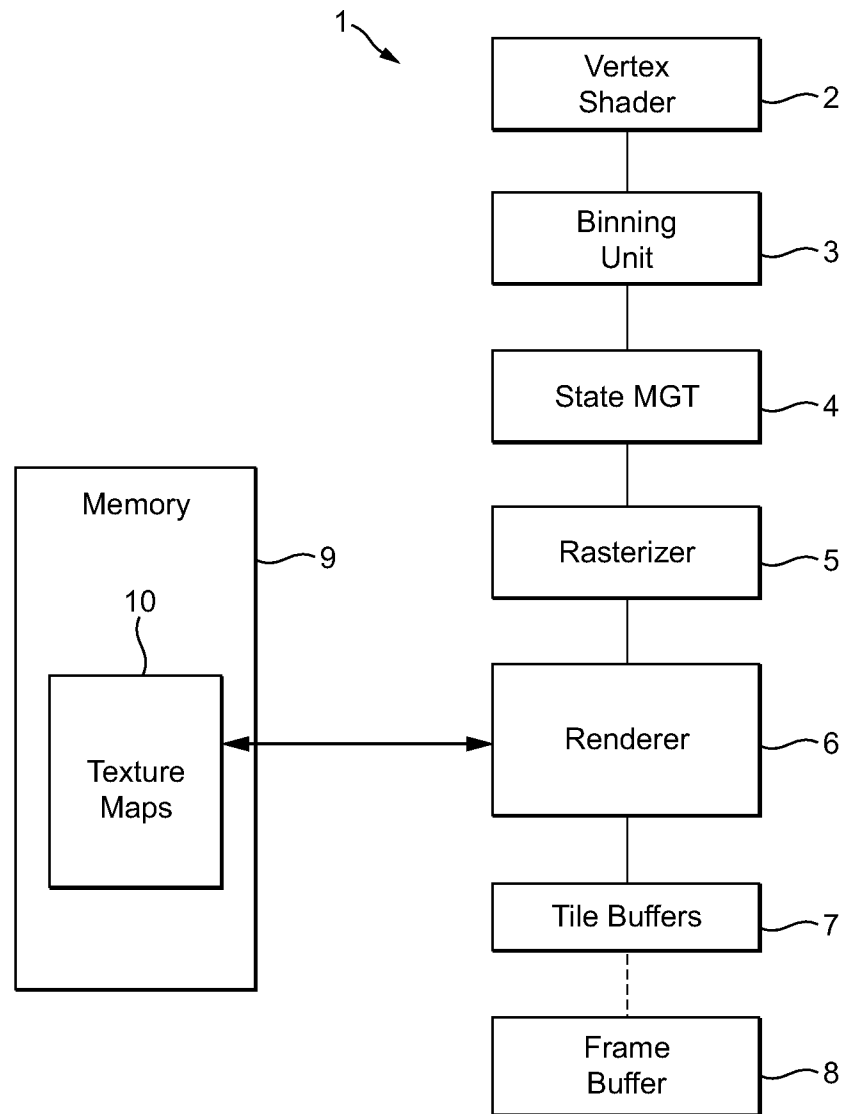 1
Vertex
Shader
2
Binning
Unit
3
State MGT
4
Memory
9
Rasterizer
5
10
Texture
Maps
Renderer
6
Tile Buffers
7
Frame
Buffer
8